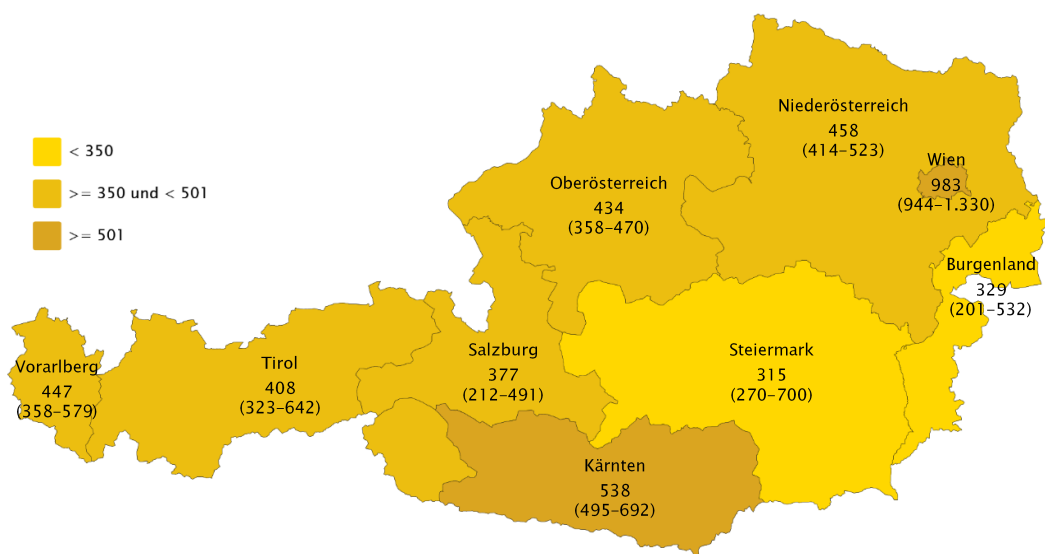 < 350
>= 350 und < 501
>= 501
Niederösterreich
458
(414–523)
Wien
983
(944–1.330)
Oberösterreich
434
(358–470)
Burgenland
329
(201–532)
Vorarlberg
447
(358–579)
Tirol
408
(323–642)
Salzburg
377
(212–491)
Steiermark
315
(270–700)
Kärnten
538
(495–692)